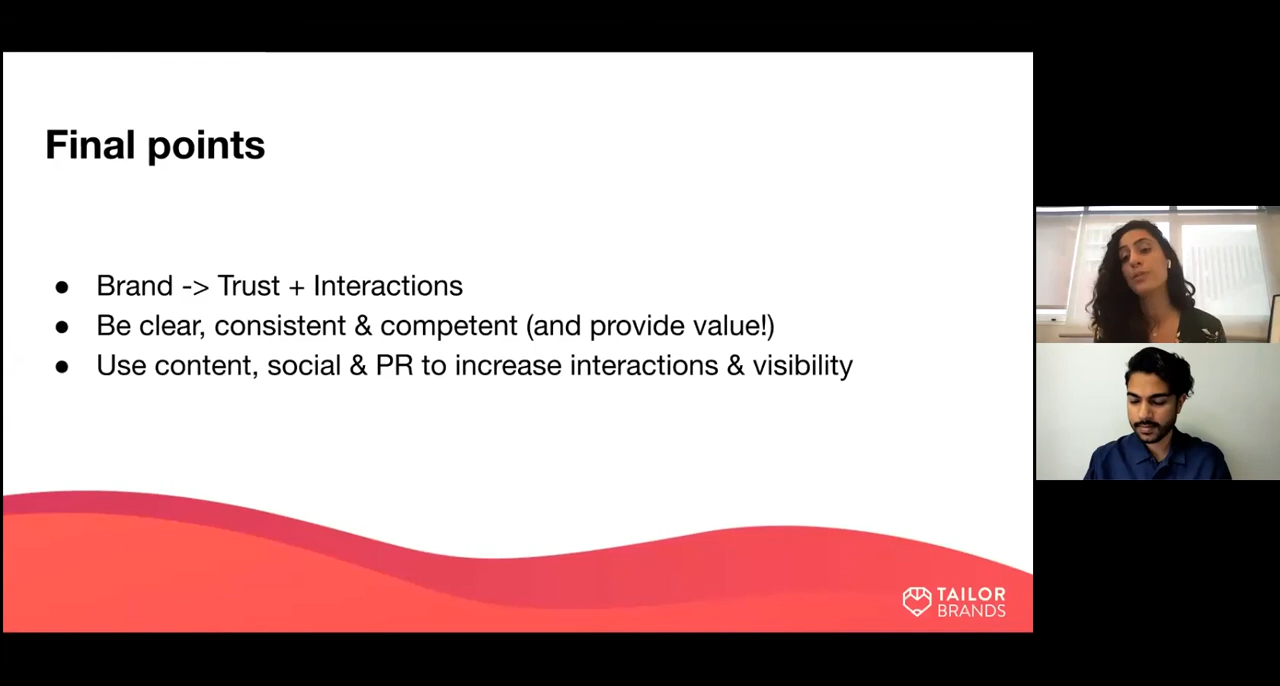 Final points
● Brand -> Trust + Interactions
● Be clear, consistent & competent (and provide value!)
● Use content, social & PR to increase interactions & visibility
TAILOR
BRANDS